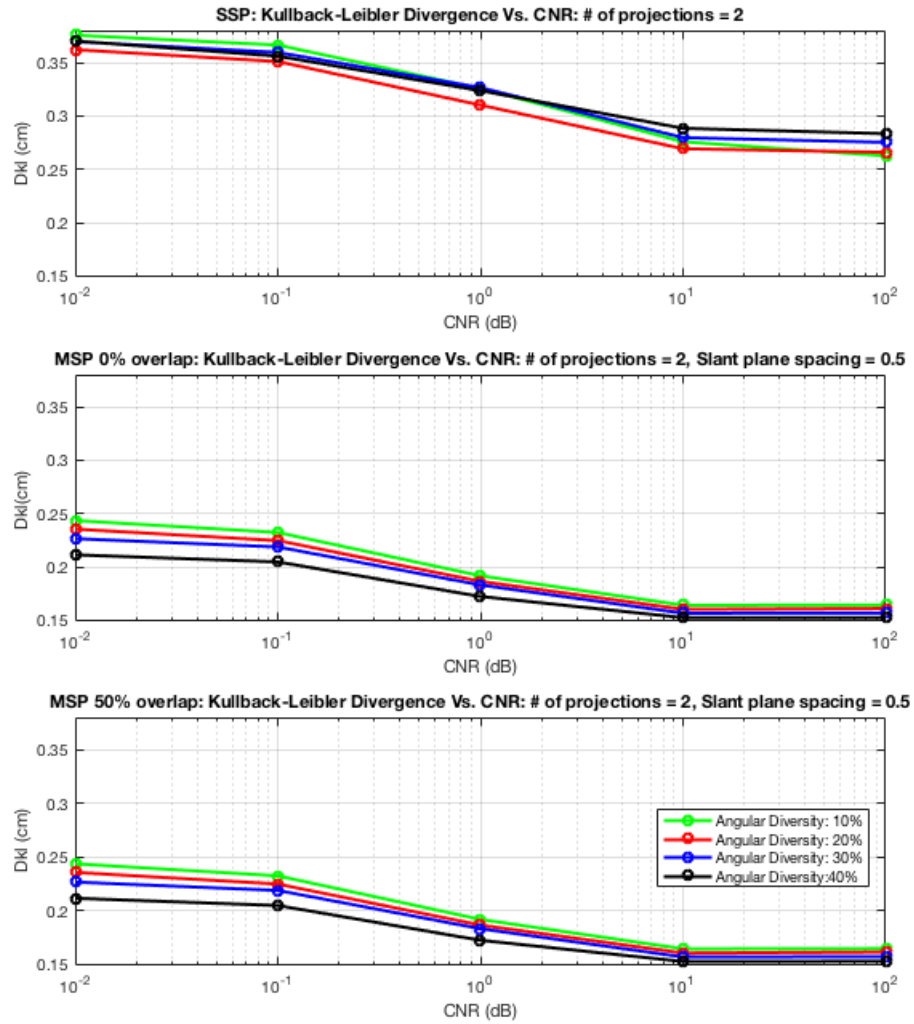 SSP: Kullback-Leibler Divergence Vs. CNR: # of projections = 2
Dkl (cm)
0.35
0.3
0.25
0.2
0.15
10^-2 10^-1 10^0 10^1 10^2
CNR (dB)
MSP 0% overlap: Kullback-Leibler Divergence Vs. CNR: # of projections = 2, Slant plane spacing = 0.5
Dkl(cm)
0.35
0.3
0.25
0.2
0.15
10^-2 10^-1 10^0 10^1 10^2
CNR (dB)
MSP 50% overlap: Kullback-Leibler Divergence Vs. CNR: # of projections = 2, Slant plane spacing = 0.5
Dkl (cm)
0.35
0.3
0.25
0.2
0.15
Angular Diversity: 10%
Angular Diversity: 20%
Angular Diversity: 30%
Angular Diversity:40%
10^-2 10^-1 10^0 10^1 10^2
CNR (dB)